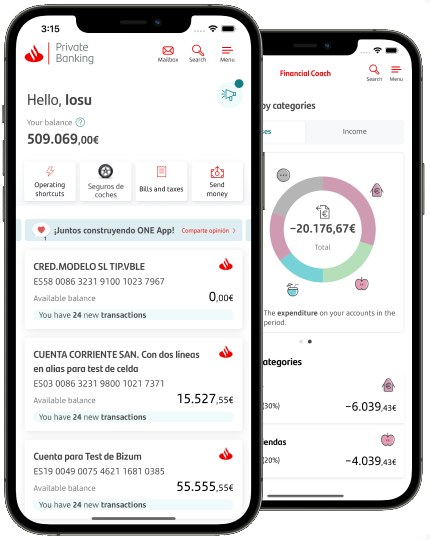 3:15
Private
Banking
Mailbox
Search
Menu
Hello, Iosu
Your balance ?
509.069,00€
Operating
shortcuts
Seguros de
coches
Bills and taxes
Send
money
1
¡Juntos construyendo ONE App! Comparte opinión >
CRED.MODELO SL TIP.VBLE
ES58 0086 3231 9100 1023 7967
Available balance 0,00€
You have 24 new transactions
CUENTA CORRIENTE SAN. Con dos líneas
en alias para test de celda
ES03 0086 3231 9800 1021 7371
Available balance 15.527,55€
You have 24 new transactions
Cuenta para Test de Bizum
ES19 0049 0075 4621 1681 0385
Available balance 55.555,55€
You have 24 new transactions
Financial Coach
Search
Menu
by categories
ses
Income
−20.176,67€
Total
The expenditure on your accounts in the
period.
ategories
(30%) −6.039,43€
endas
(20%) −4.039,43€